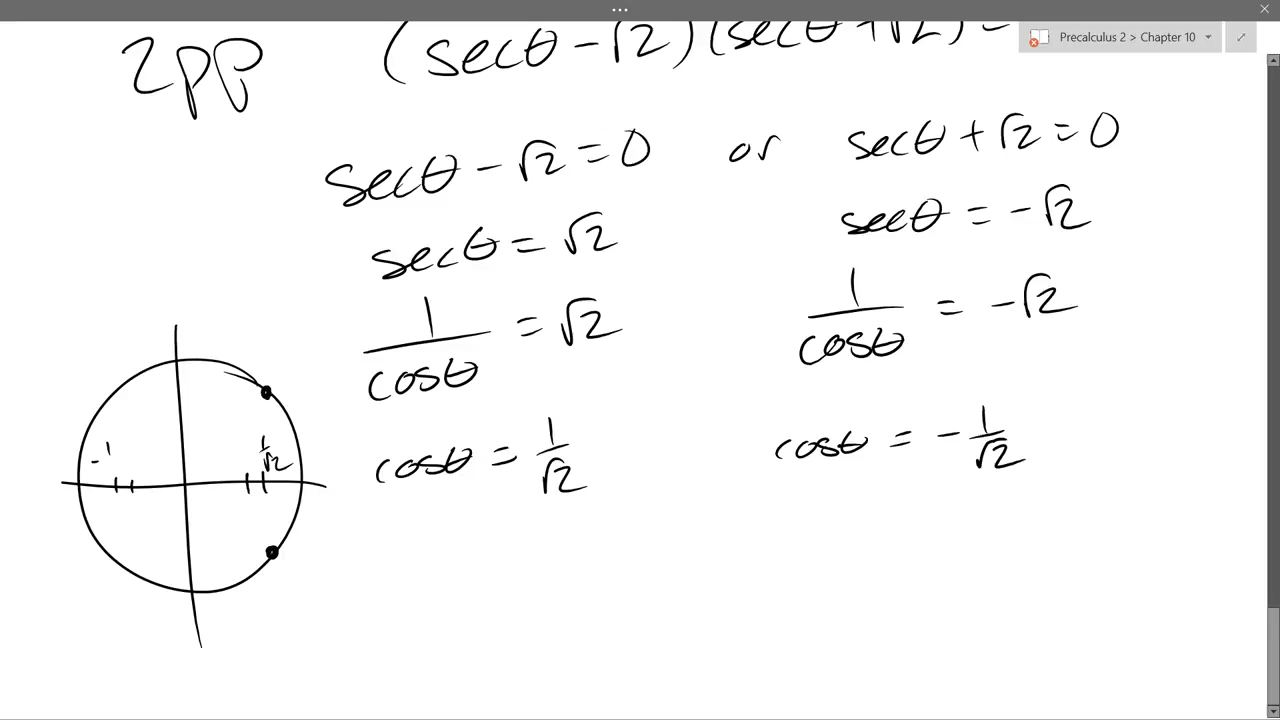 Precalculus 2 > Chapter 10
(secθ - √2)(secθ + √2) =
zpp
secθ - √2 = 0 or secθ + √2 = 0
secθ = √2 secθ = -√2
1/cosθ = √2 1/cosθ = -√2
cosθ = 1/√2 cosθ = -1/√2
-1 1/√2